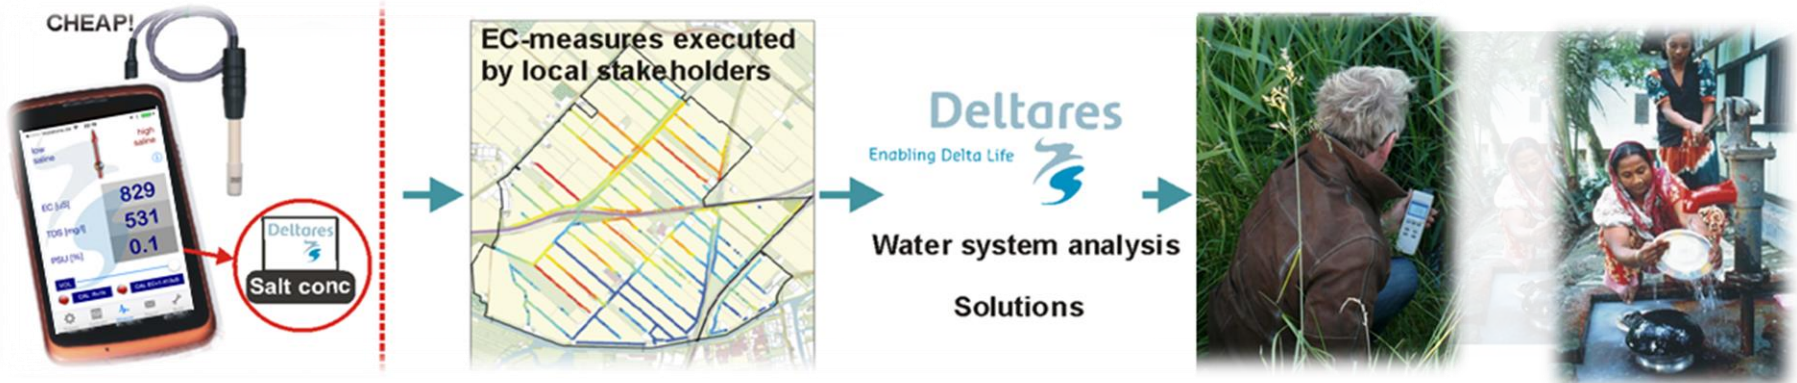 CHEAP!
low
saline
high
saline
EC [uS]
829
TDS [mg/l]
531
PSU [%]
0.1
VOL
Deltares
Salt conc
EC-measures executed
by local stakeholders
Deltares
Enabling Delta Life
Water system analysis
Solutions